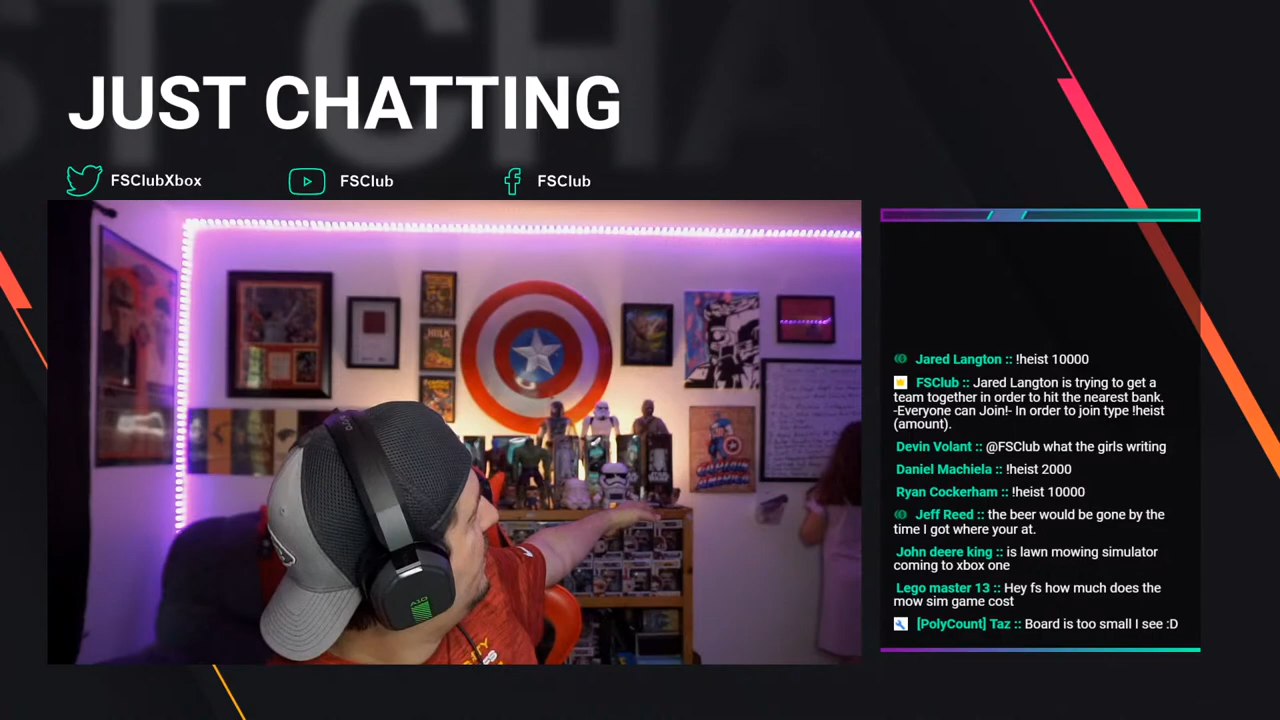 JUST CHATTING
FSClubXbox
FSClub
FSClub
Jared Langton :: !heist 10000
FSClub :: Jared Langton is trying to get a
team together in order to hit the nearest bank.
-Everyone can Join!- In order to join type !heist
(amount).
Devin Volant :: @FSClub what the girls writing
Daniel Machiela :: !heist 2000
Ryan Cockerham :: !heist 10000
Jeff Reed :: the beer would be gone by the
time I got where your at.
John deere king :: is lawn mowing simulator
coming to xbox one
Lego master 13 :: Hey fs how much does the
mow sim game cost
[PolyCount] Taz :: Board is too small I see :D
HULK
CAPTAIN
AMERICA
A10